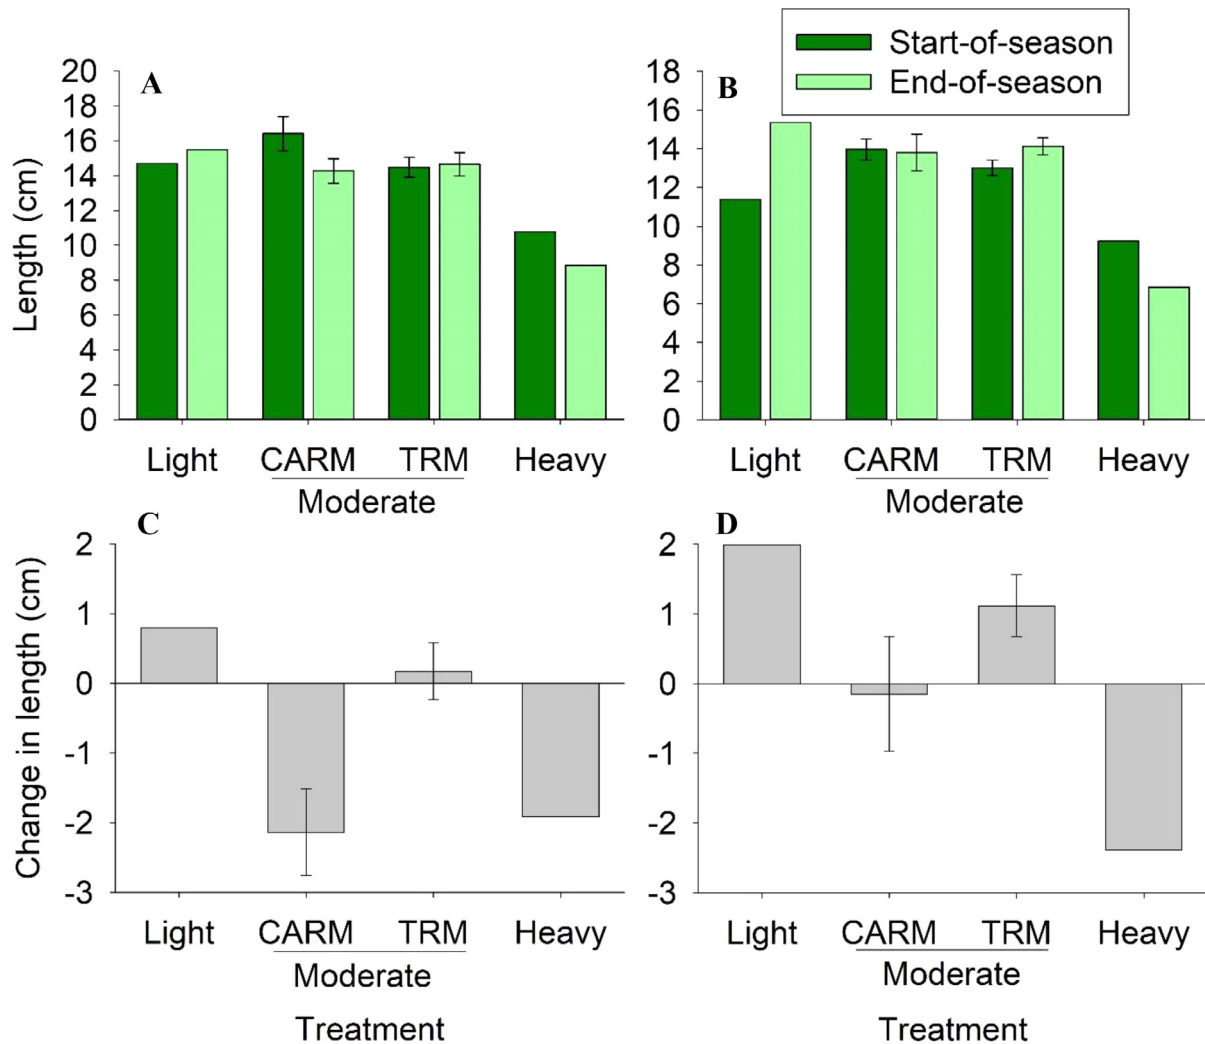 Start-of-season
End-of-season
A
Length (cm)
20
18
16
14
12
10
8
6
4
2
0
Light
CARM
TRM
Heavy
Moderate
B
18
16
14
12
10
8
6
4
2
0
Light
CARM
TRM
Heavy
Moderate
C
Change in length (cm)
2
1
0
-1
-2
-3
Light
CARM
TRM
Heavy
Moderate
Treatment
D
2
1
0
-1
-2
-3
Light
CARM
TRM
Heavy
Moderate
Treatment